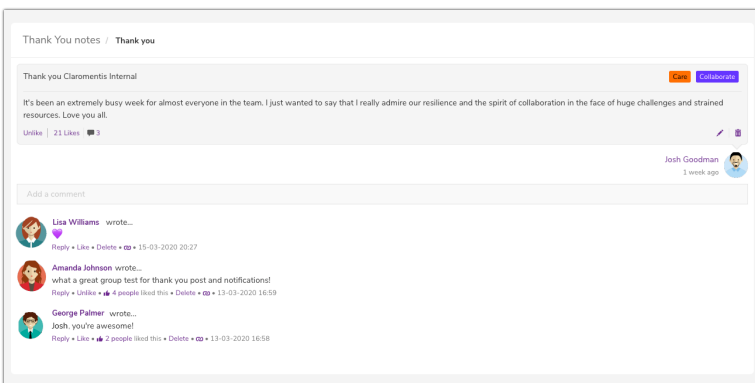 Thank You notes / Thank you
Thank you Claromentis Internal
Care Collaborate
It's been an extremely busy week for almost everyone in the team. I just wanted to say that I really admire our resilience and the spirit of collaboration in the face of huge challenges and strained
resources. Love you all.
Unlike | 21 Likes | 3
Josh Goodman
1 week ago
Add a comment
Lisa Williams wrote...
💜
Reply • Like • Delete • • 15-03-2020 20:27
Amanda Johnson wrote...
what a great group test for thank you post and notifications!
Reply • Unlike • 4 people liked this • Delete • • 13-03-2020 16:59
George Palmer wrote...
Josh, you're awesome!
Reply • Like • 2 people liked this • Delete • • 13-03-2020 16:58